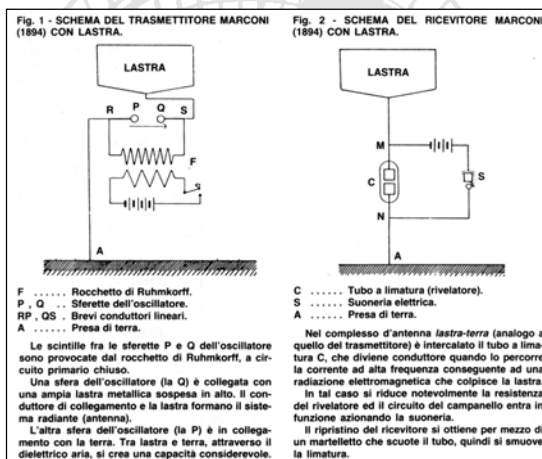 Fig. 1 - SCHEMA DEL TRASMETTITORE MARCONI
(1894) CON LASTRA.
LASTRA
R P Q S
F
A
F ...... Rocchetto di Ruhmkorff.
P , Q .. Sferette dell'oscillatore.
RP , QS . Brevi conduttori lineari.
A ...... Presa di terra.
Le scintille fra le sferette P e Q dell'oscillatore
sono provocate dal rocchetto di Ruhmkorff, a cir-
cuito primario chiuso.
Una sfera dell'oscillatore (la Q) è collegata con
una ampia lastra metallica sospesa in alto. Il con-
duttore di collegamento e la lastra formano il siste-
ma radiante (antenna).
L'altra sfera dell'oscillatore (la P) è in collega-
mento con la terra. Tra lastra e terra, attraverso il
dielettrico aria, si crea una capacità considerevole.
Fig. 2 - SCHEMA DEL RICEVITORE MARCONI
(1894) CON LASTRA.
LASTRA
M
C
S
N
A
C ...... Tubo a limatura (rivelatore).
S ...... Suoneria elettrica.
A ...... Presa di terra.
Nel complesso d'antenna lastra-terra (analogo a
quello del trasmettitore) è intercalato il tubo a lima-
tura C, che diviene conduttore quando lo percorre
la corrente ad alta frequenza conseguente ad una
radiazione elettromagnetica che colpisce la lastra.
In tal caso si riduce notevolmente la resistenza
del rivelatore ed il circuito del campanello entra in
funzione azionando la suoneria.
Il ripristino del ricevitore si ottiene per mezzo di
un martelletto che scuote il tubo, quindi si smuove
la limatura.